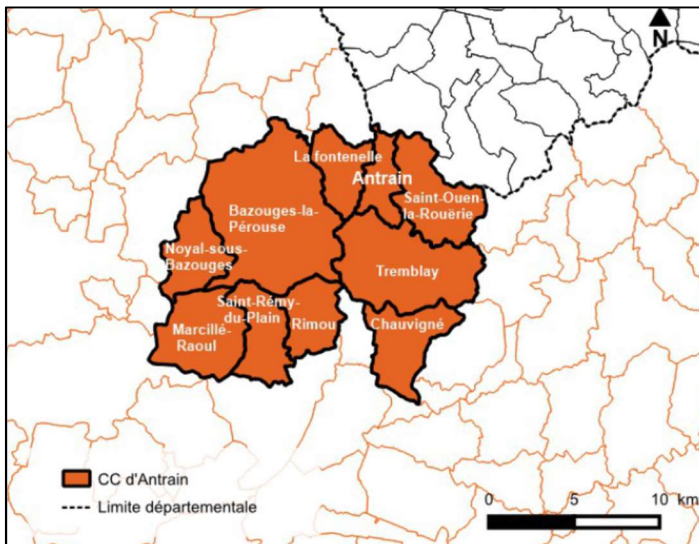 N
La fontenelle
Antrain
Saint-Ouen-
la-Rouërie
Bazouges-la-
Pérouse
Noyal-sous-
Bazouges
Tremblay
Saint-Rémy-
du-Plain
Marcillé-
Raoul
Rimou
Chauvigné
CC d'Antrain
Limite départementale
0 5 10 km